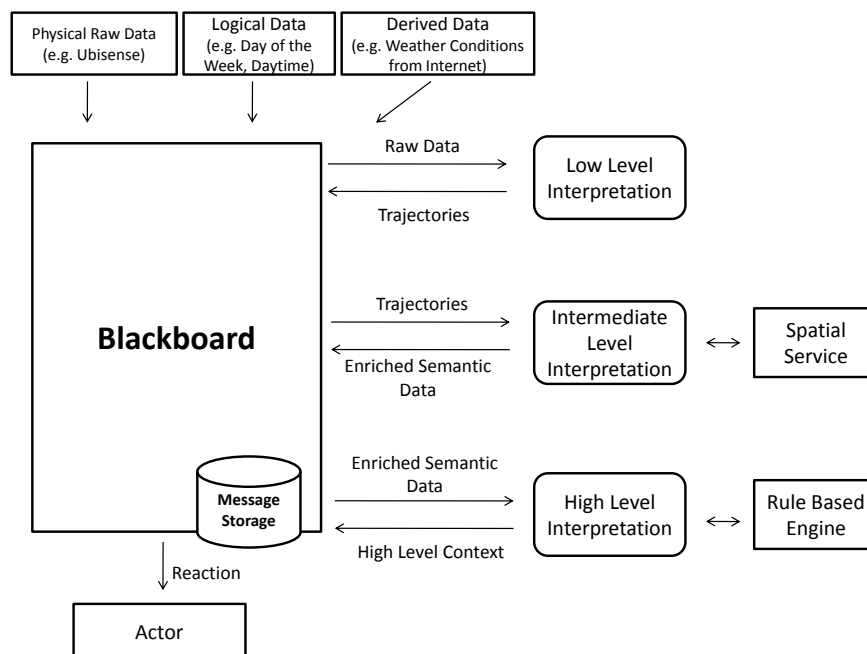 Physical Raw Data
(e.g. Ubisense)
Logical Data
(e.g. Day of the
Week, Daytime)
Derived Data
(e.g. Weather Conditions
from Internet)
Raw Data
Low Level
Interpretation
Trajectories
Blackboard
Trajectories
Intermediate
Level
Interpretation
Spatial
Service
Enriched Semantic
Data
Message
Storage
Enriched Semantic
Data
High Level
Interpretation
Rule Based
Engine
High Level Context
Reaction
Actor